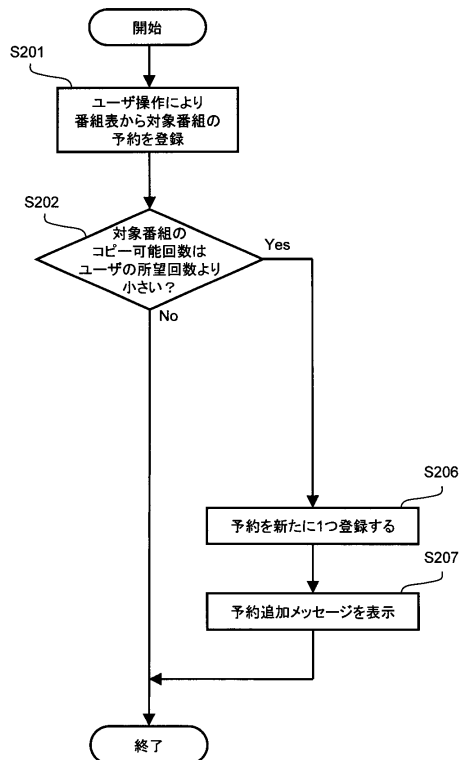 開始
S201
ユーザ操作により
番組表から対象番組の
予約を登録
S202
対象番組の
コピー可能回数は
ユーザの所望回数より
小さい？
Yes
No
S206
予約を新たに1つ登録する
S207
予約追加メッセージを表示
終了